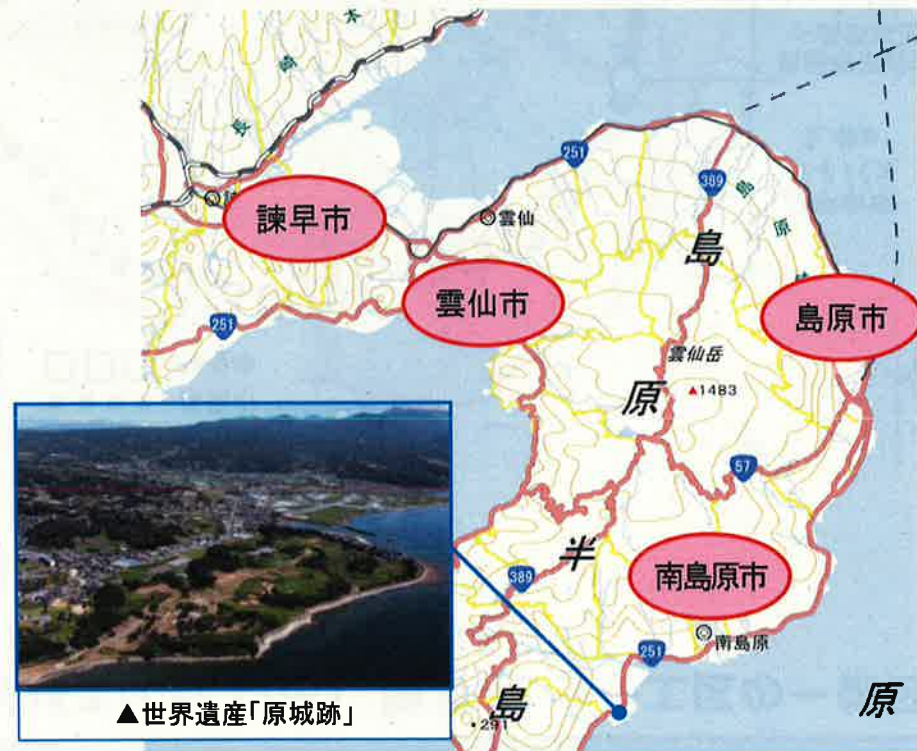 251
389
島
原
諫早市
雲仙
島
雲仙市
島原市
251
雲仙岳
原
▲1483
57
半
389
南島原市
南島原
251
島
原
・291
▲世界遺産「原城跡」